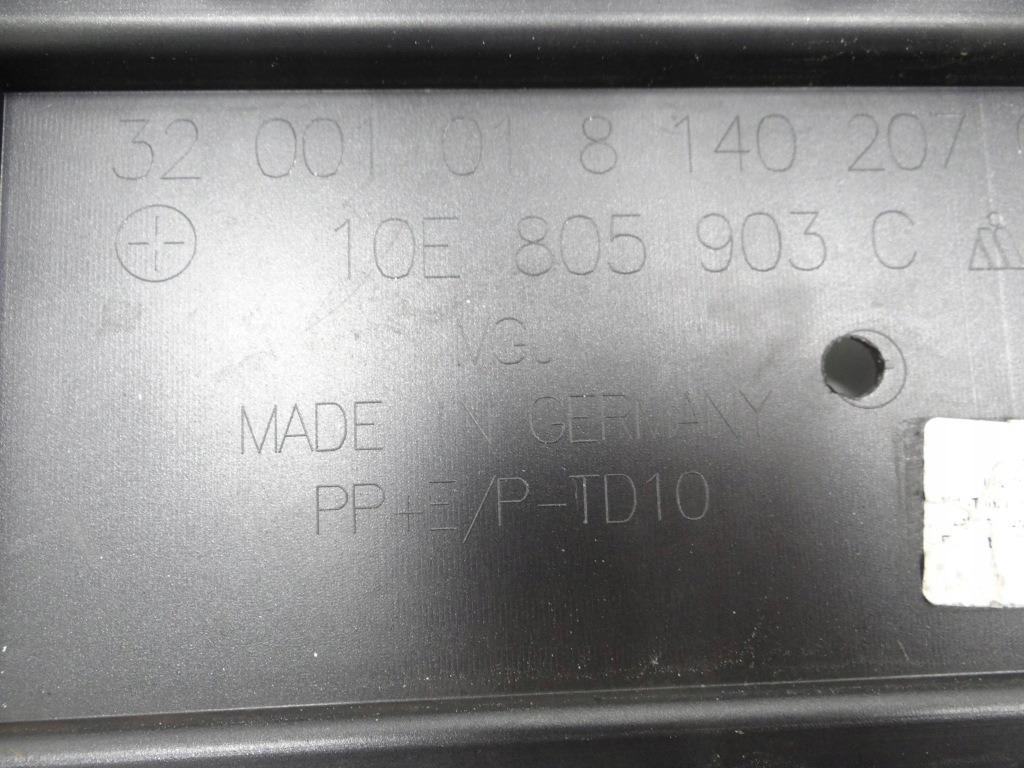 32 001 01 8 140 207
10E 805 903 C
MADE IN GERMANY
PP+E/P-TD10